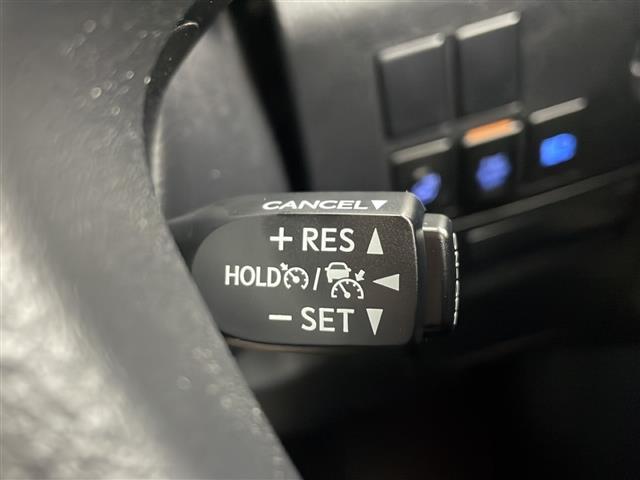 CANCEL▼
+ RES ▲
HOLD / ◀
− SET ▼